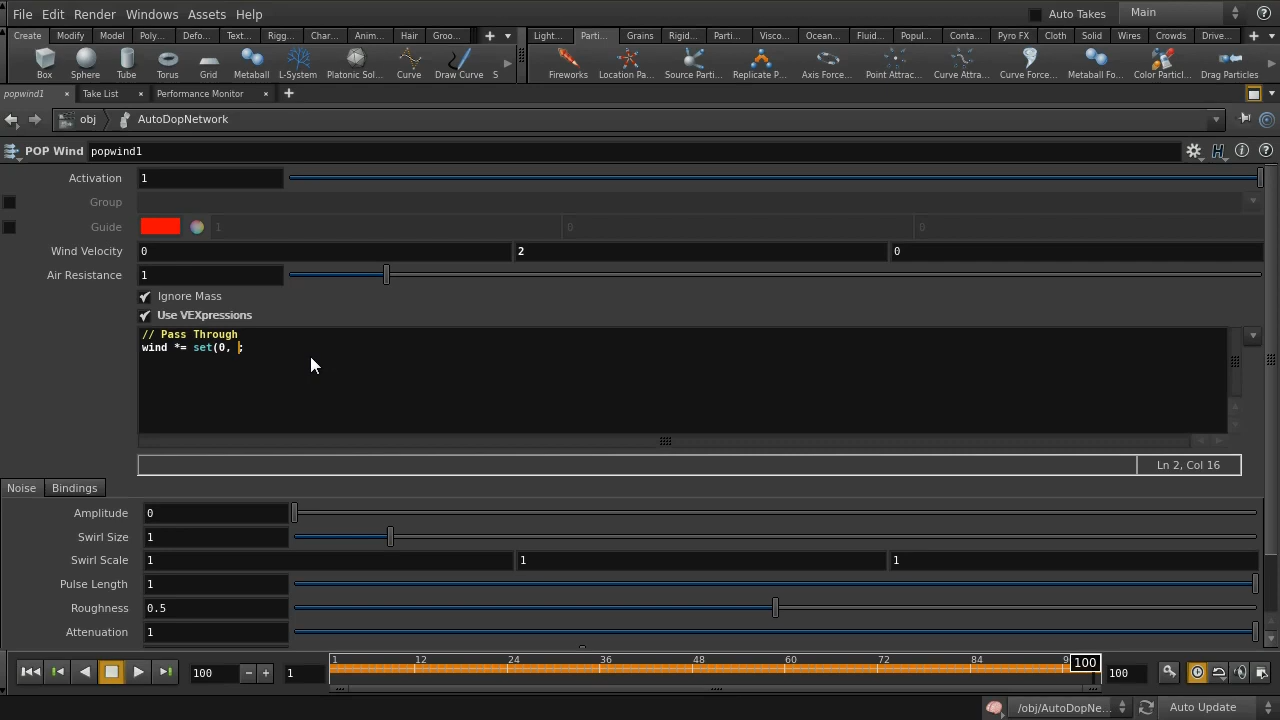 File Edit Render Windows Assets Help Auto Takes Main
Create Modify Model Poly... Defo... Text... Rigg... Char... Anim... Hair Groo... Light... Parti... Grains Rigid... Parti... Visco... Ocean... Fluid... Popul... Conta... Pyro FX Cloth Solid Wires Crowds Drive...
Box Sphere Tube Torus Grid Metaball L-System Platonic Sol... Curve Draw Curve S Fireworks Location Pa... Source Parti... Replicate P... Axis Force... Point Attrac... Curve Attra... Curve Force... Metaball Fo... Color Particl... Drag Particles
popwind1 Take List Performance Monitor
obj AutoDopNetwork
POP Wind popwind1
Activation 1
Group
Guide 1 0 0
Wind Velocity 0 2 0
Air Resistance 1
Ignore Mass
Use VEXpressions
// Pass Through
wind *= set(0, ;
Ln 2, Col 16
Noise Bindings
Amplitude 0
Swirl Size 1
Swirl Scale 1 1 1
Pulse Length 1
Roughness 0.5
Attenuation 1
100 1 1 12 24 36 48 60 72 84 9 100 100
/obj/AutoDopNe... Auto Update